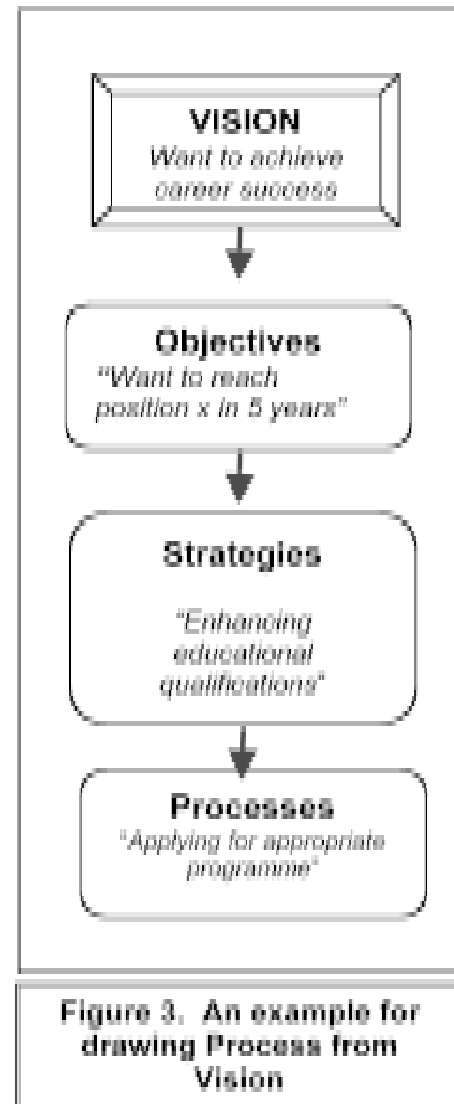 VISION
Want to achieve
career success
Objectives
"Want to reach
position x in 5 years"
Strategies
"Enhancing
educational
qualifications"
Processes
"Applying for appropriate
programme"
Figure 3. An example for
drawing Process from
Vision